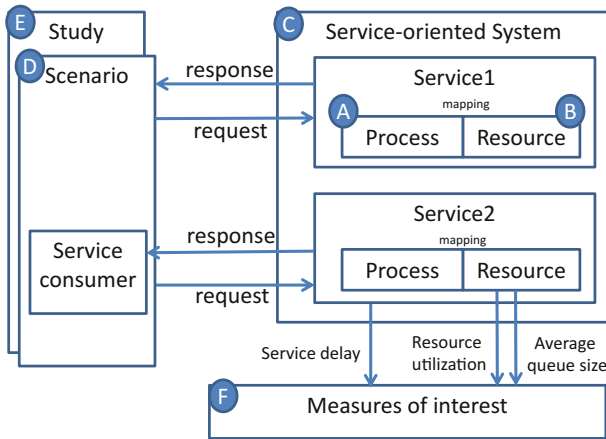 E
Study
D
Scenario
C
Service-oriented System
response
request
Service1
mapping
A
Process
B
Resource
response
request
Service
consumer
Service2
mapping
Process
Resource
Service delay
Resource
utilization
Average
queue size
F
Measures of interest